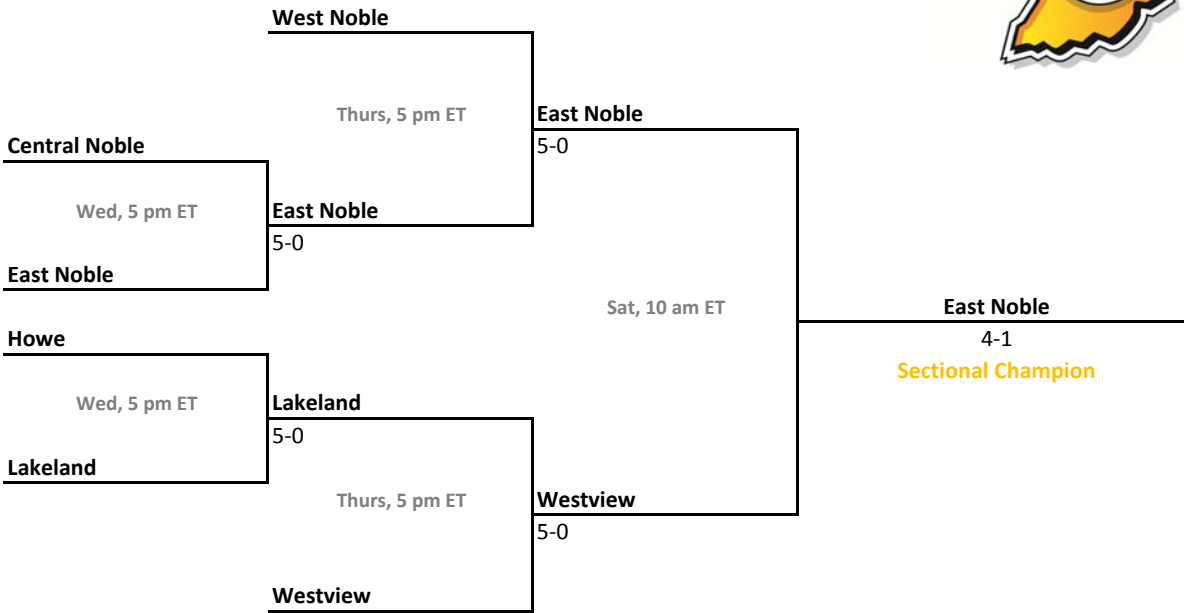 West Noble
Thurs, 5 pm ET
East Noble
5-0
Central Noble
Wed, 5 pm ET
East Noble
5-0
East Noble
Sat, 10 am ET
East Noble
4-1
Sectional Champion
Howe
Wed, 5 pm ET
Lakeland
5-0
Lakeland
Thurs, 5 pm ET
Westview
5-0
Westview